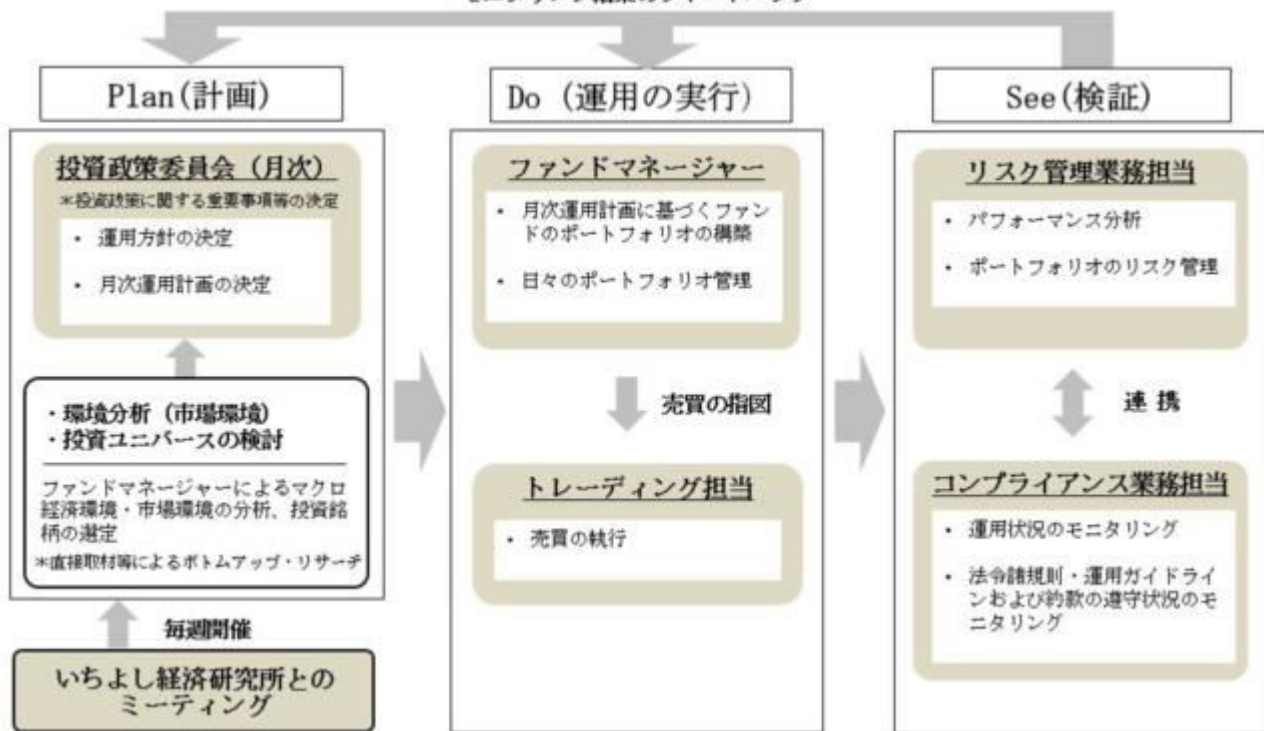 Plan(計画)
投資政策委員会（月次）
＊投資政策に関する重要事項等の決定
・ 運用方針の決定
・ 月次運用計画の決定
・環境分析（市場環境）
・投資ユニバースの検討
ファンドマネージャーによるマクロ
経済環境・市場環境の分析、投資銘
柄の選定
＊直接取材等によるボトムアップ・リサーチ
毎週開催
いちよし経済研究所との
ミーティング
Do（運用の実行）
ファンドマネージャー
・ 月次運用計画に基づくファン
ドのポートフォリオの構築
・ 日々のポートフォリオ管理
売買の指図
トレーディング担当
・ 売買の執行
See(検証)
リスク管理業務担当
・ パフォーマンス分析
・ ポートフォリオのリスク管理
連 携
コンプライアンス業務担当
・ 運用状況のモニタリング
・ 法令諸規則・運用ガイドライ
ンおよび約款の遵守状況のモ
ニタリング